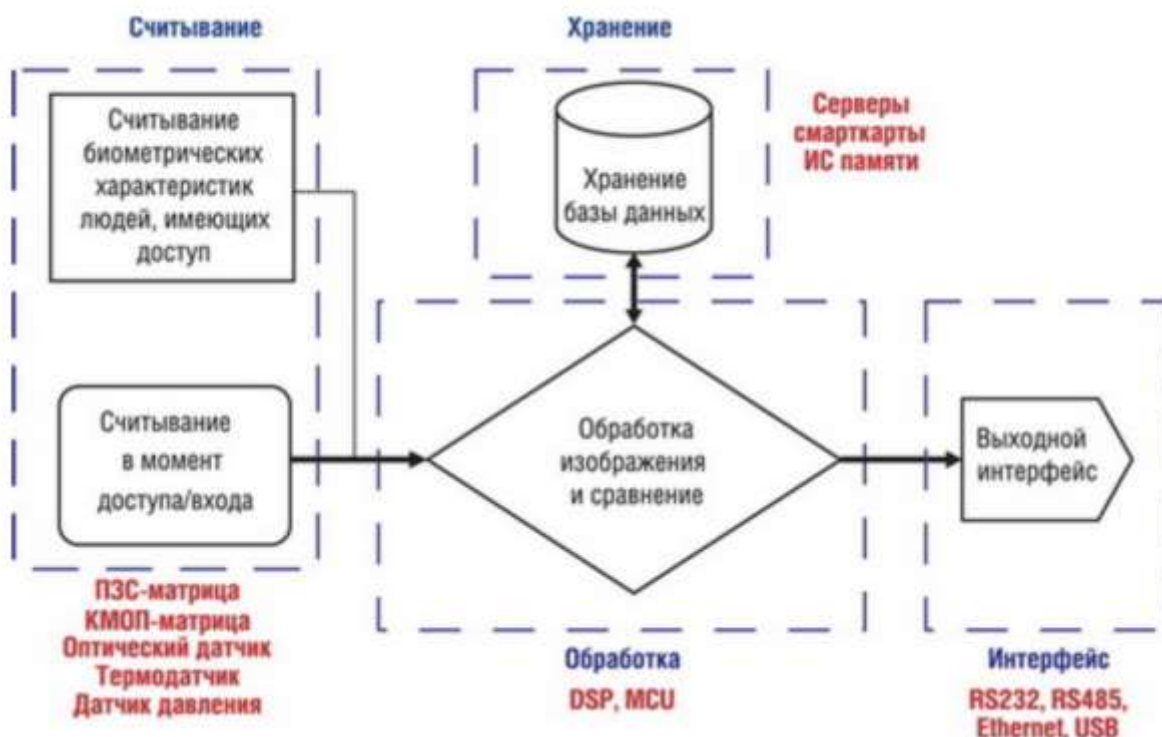 Считывание
Хранение
Считывание
биометрических
характеристик
людей, имеющих
доступ
Хранение
базы данных
Серверы
смарткарты
ИС памяти
Считывание
в момент
доступа/входа
Обработка
изображения
и сравнение
Выходной
интерфейс
ПЗС-матрица
КМОП-матрица
Оптический датчик
Термодатчик
Датчик давления
Обработка
DSP, MCU
Интерфейс
RS232, RS485,
Ethernet, USB